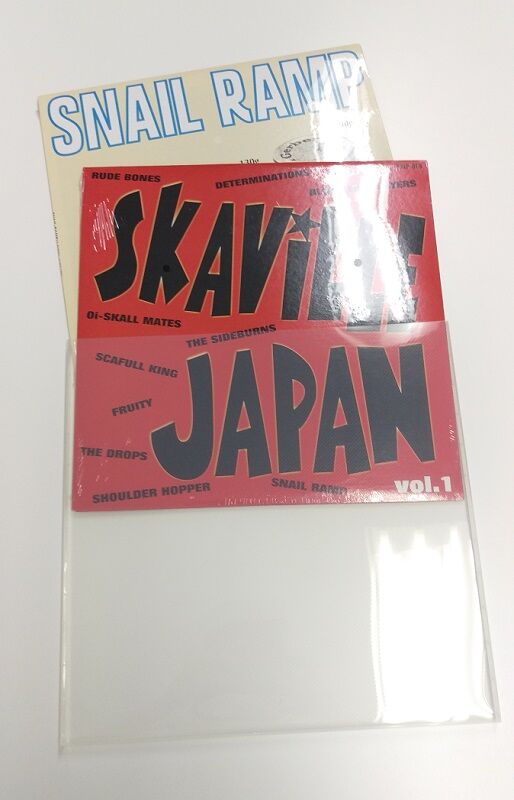 SNAIL RAMP
130g
RUDE BONES
DETERMINATIONS
SKAViLLE
Oi-SKALL MATES
THE SIDEBURNS
SCAFULL KING
JAPAN
FRUITY
THE DROPS
SHOULDER HOPPER
SNAIL RAMP
vol.1